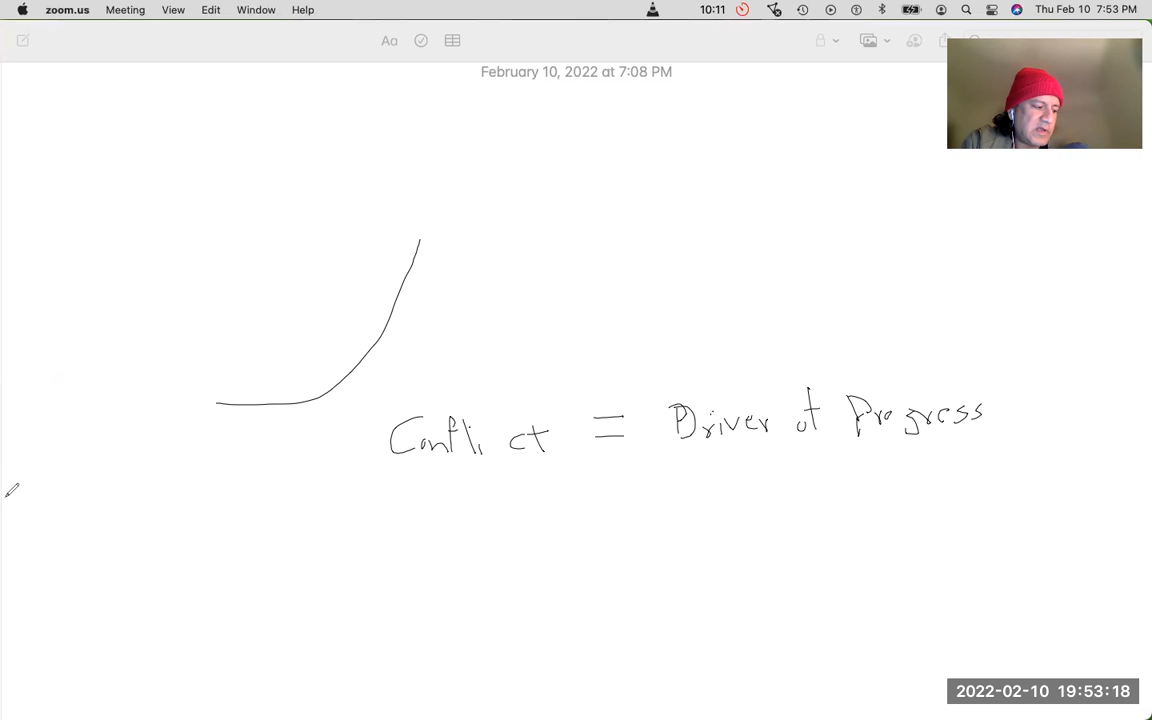 zoom.us Meeting View Edit Window Help 10:11 Thu Feb 10 7:53 PM
Aa
February 10, 2022 at 7:08 PM
Conflict = Driver of Progress
2022-02-10 19:53:18